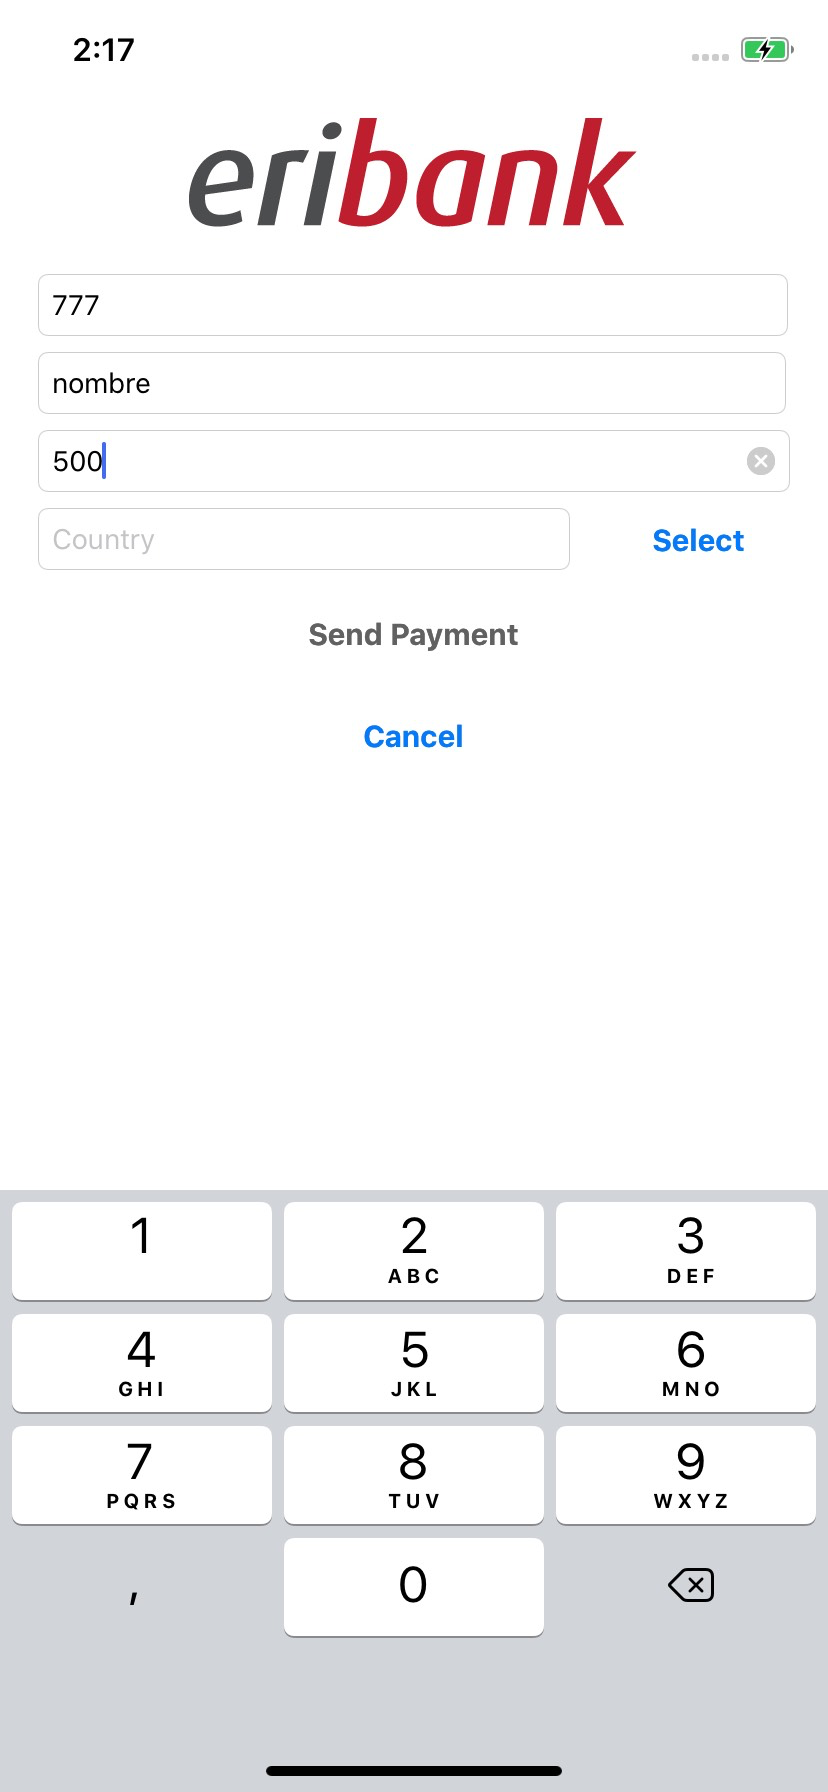 2:17
eribank
777
nombre
500
Country
Select
Send Payment
Cancel
1 2 3
ABC DEF
4 5 6
GHI JKL MNO
7 8 9
PQRS TUV WXYZ
, 0